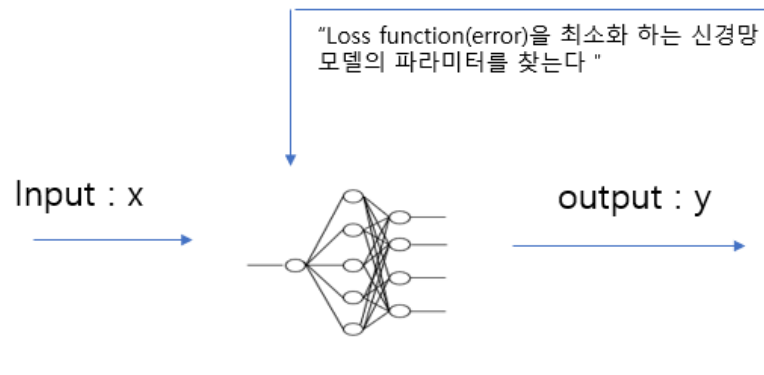 “Loss function(error)을 최소화 하는 신경망
모델의 파라미터를 찾는다 "
Input : x
output : y